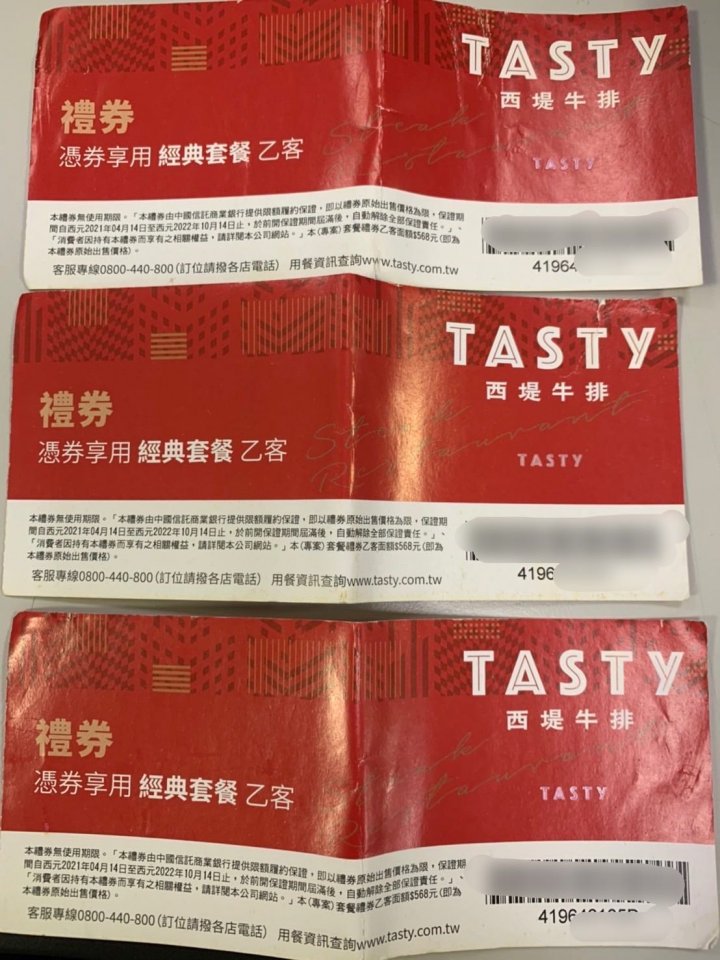 TASTY
西堤牛排
禮券
憑券享用 經典套餐 乙客
TASTY
本禮券無使用期限。「本禮券由中國信託商業銀行提供限額履約保證，即以禮券原始出售價格為限，保證期
間自西元2021年04月14日至西元2022年10月14日止，於前開保證期間屆滿後，自動解除全部保證責任。」、
「消費者因持有本禮券而享有之相關權益，請詳閱本公司網站。」本(專案)套餐禮券乙客面額$568元(即為
本禮券原始出售價格)。
客服專線0800-440-800(訂位請撥各店電話) 用餐資訊查詢www.tasty.com.tw
41964
TASTY
西堤牛排
禮券
憑券享用 經典套餐 乙客
Steak
Restaurant
TASTY
本禮券無使用期限。「本禮券由中國信託商業銀行提供限額履約保證，即以禮券原始出售價格為限，保證期
間自西元2021年04月14日至西元2022年10月14日止，於前開保證期間屆滿後，自動解除全部保證責任。」、
「消費者因持有本禮券而享有之相關權益，請詳閱本公司網站。」本(專案)套餐禮券乙客面額$568元(即為
本禮券原始出售價格)。
客服專線0800-440-800(訂位請撥各店電話) 用餐資訊查詢www.tasty.com.tw
4196
TASTY
西堤牛排
禮券
憑券享用 經典套餐 乙客
TASTY
本禮券無使用期限。「本禮券由中國信託商業銀行提供限額履約保證，即以禮券原始出售價格為限，保證期
間自西元2021年04月14日至西元2022年10月14日止，於前開保證期間屆滿後，自動解除全部保證責任。」、
「消費者因持有本禮券而享有之相關權益，請詳閱本公司網站。」本(專案)套餐禮券乙客面額$568元(即為
本禮券原始出售價格)。
客服專線0800-440-800(訂位請撥各店電話) 用餐資訊查詢www.tasty.com.tw